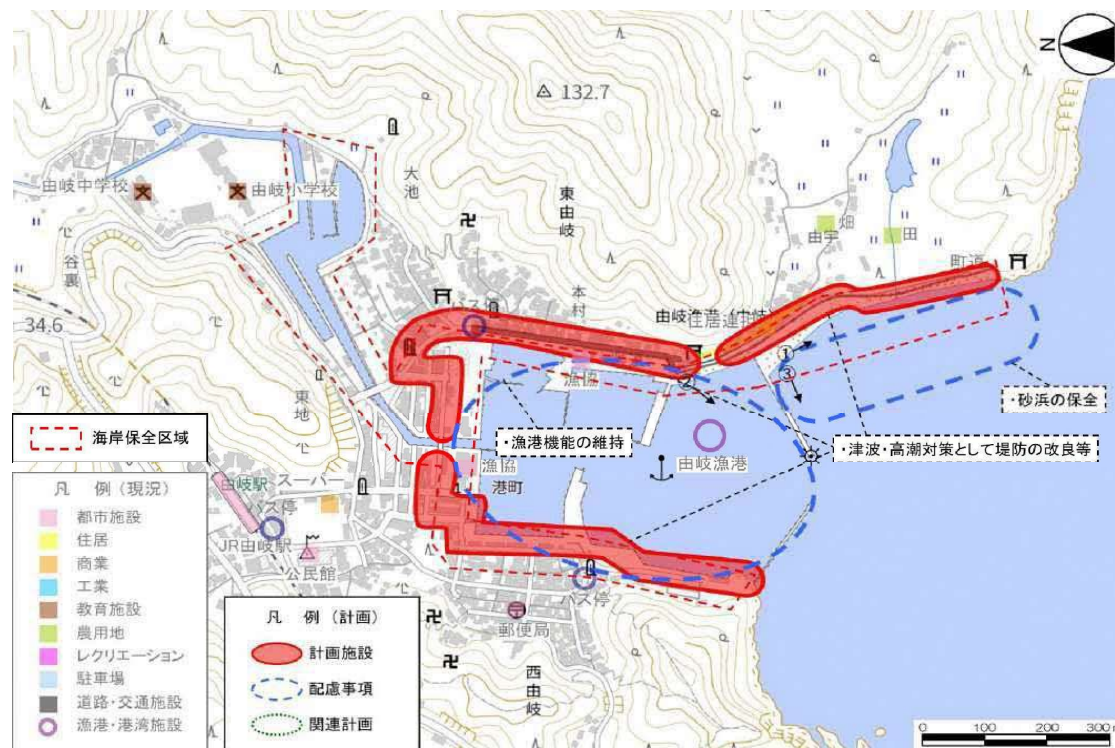 N
132.7
由岐中学校
由岐小学校
大池
東由岐
谷裏
34.6
由宇
畑
田
町道
バス停
本村
由岐漁港
住居連
①
③
②
漁協
・砂浜の保全
東地
海岸保全区域
・漁港機能の維持
由岐漁港
・津波・高潮対策として堤防の改良等
漁協
港町
凡 例 (現況)
都市施設
住居
商業
工業
教育施設
農用地
レクリエーション
駐車場
道路・交通施設
漁港・港湾施設
由岐駅
スーパー
バス停
JR由岐駅
公民館
バス停
郵便局
西由岐
凡 例 (計画)
計画施設
配慮事項
関連計画
0 100 200 300 m